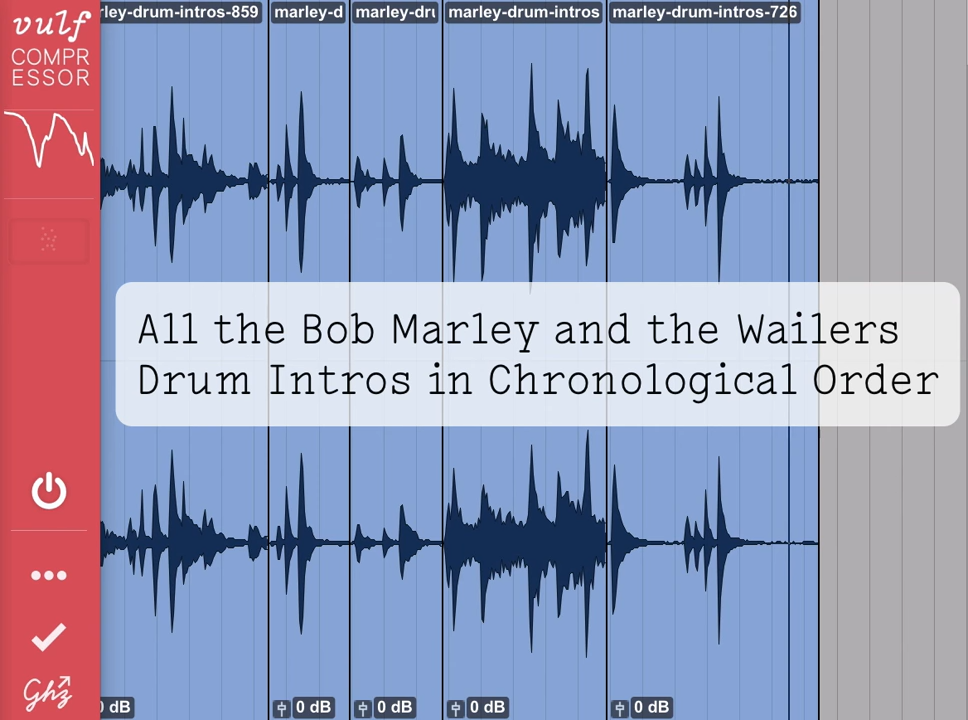 vulf
COMPR
ESSOR
rley-drum-intros-859
marley-d
marley-dru
marley-drum-intros
marley-drum-intros-726
All the Bob Marley and the Wailers
Drum Intros in Chronological Order
Ghz
0 dB
0 dB
0 dB
0 dB
0 dB